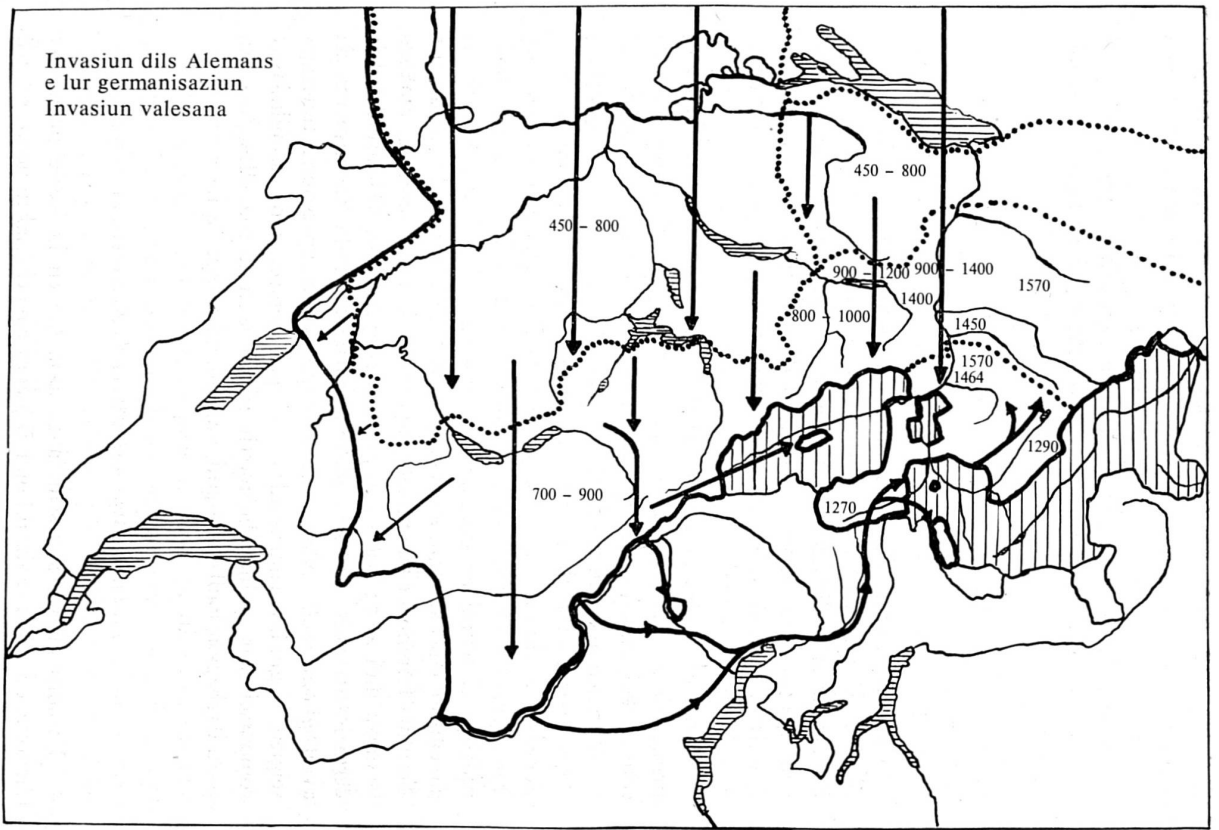 Invasiun dils Alemans
e lur germanisaziun
Invasiun valesana
450 – 800
450 – 800
900 – 1200
900 – 1400
1570
1400
800 – 1000
1450
1570
1464
1290
700 – 900
1270